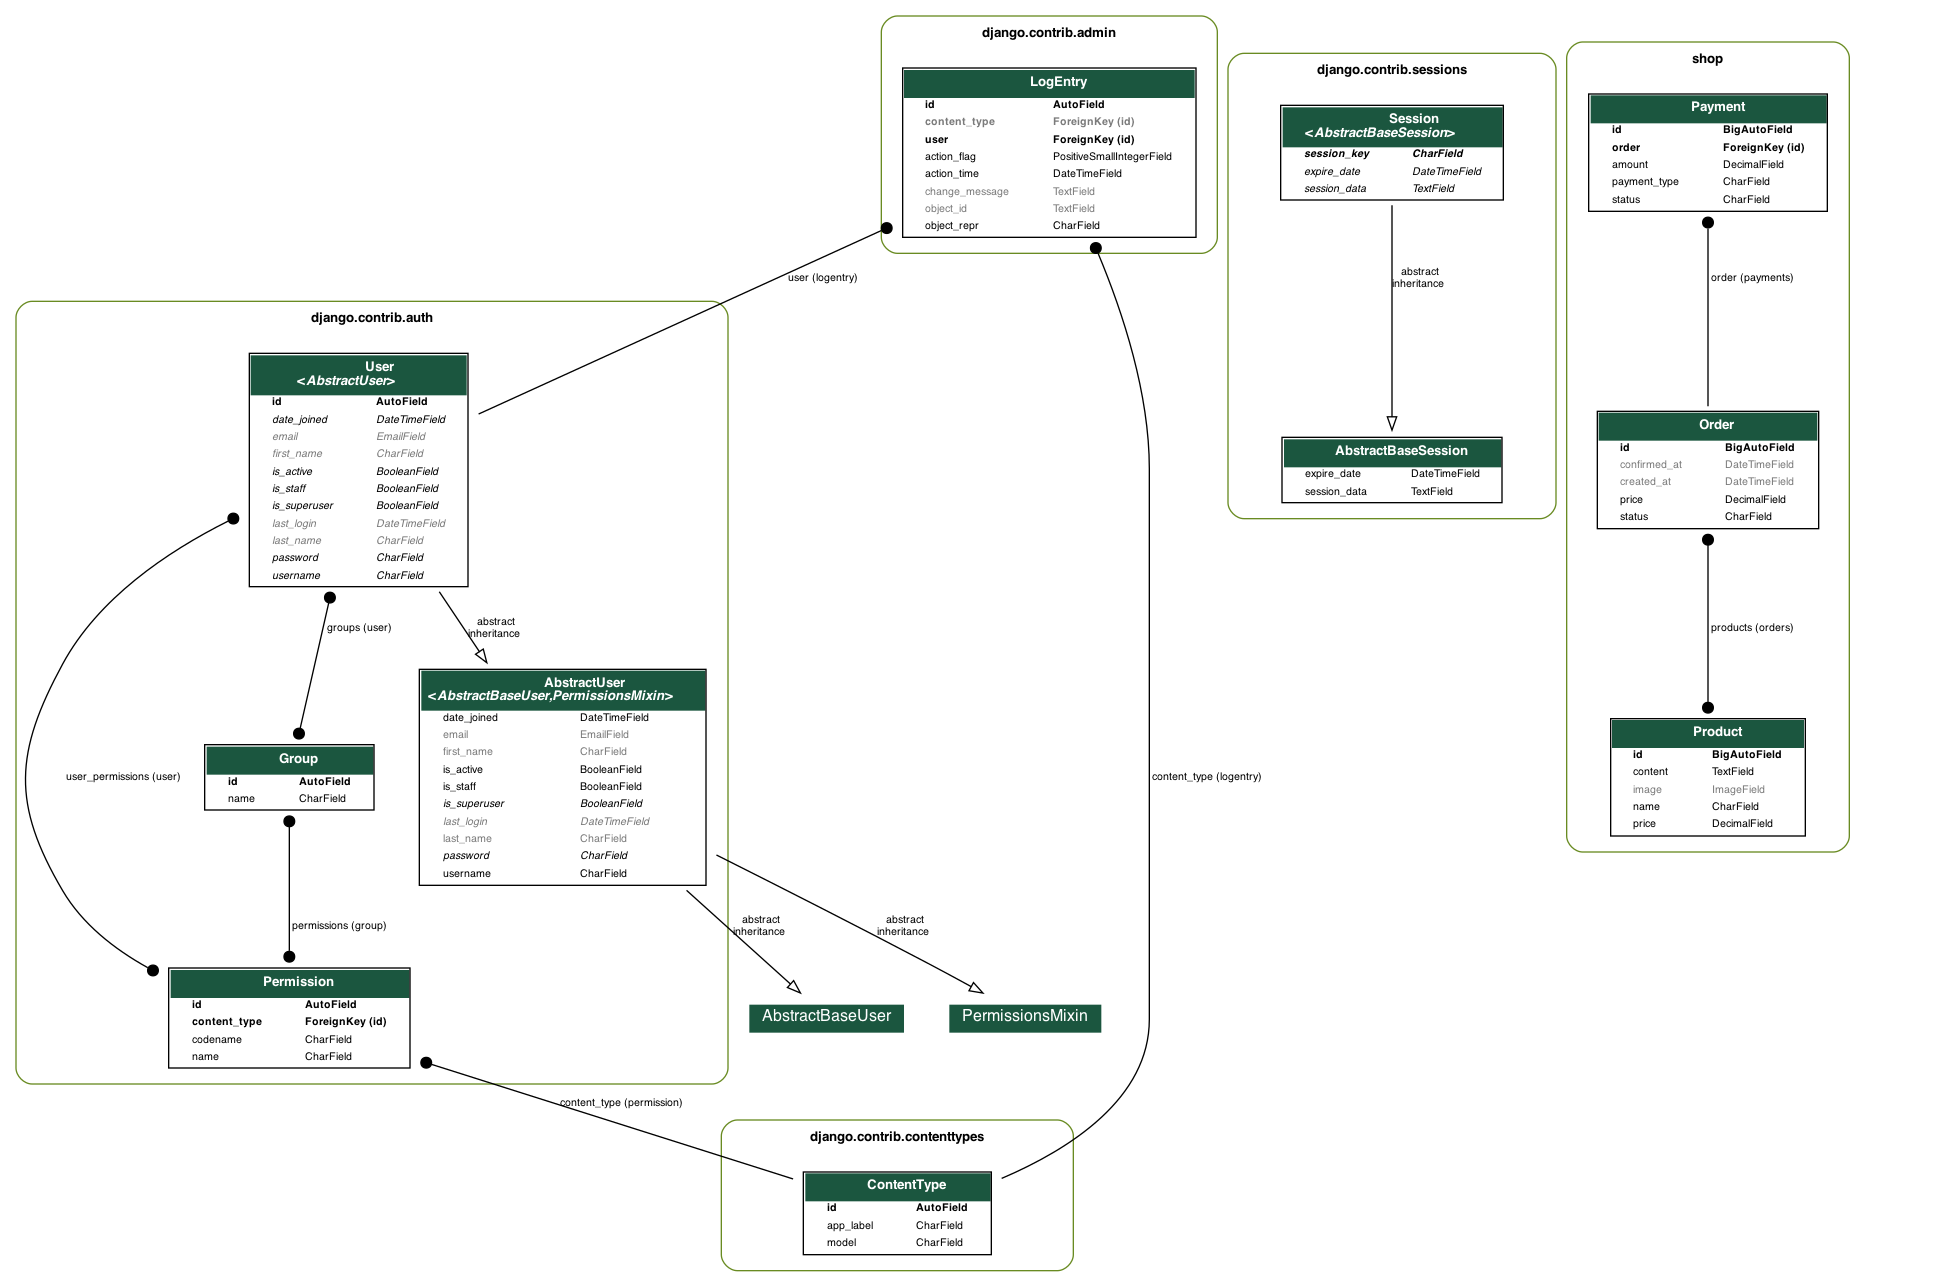 django.contrib.admin
LogEntry
id AutoField
content_type ForeignKey (id)
user ForeignKey (id)
action_flag PositiveSmallIntegerField
action_time DateTimeField
change_message TextField
object_id TextField
object_repr CharField
django.contrib.sessions
Session
<AbstractBaseSession>
session_key CharField
expire_date DateTimeField
session_data TextField
abstract
inheritance
AbstractBaseSession
expire_date DateTimeField
session_data TextField
shop
Payment
id BigAutoField
order ForeignKey (id)
amount DecimalField
payment_type CharField
status CharField
order (payments)
Order
id BigAutoField
confirmed_at DateTimeField
created_at DateTimeField
price DecimalField
status CharField
products (orders)
Product
id BigAutoField
content TextField
image ImageField
name CharField
price DecimalField
user (logentry)
django.contrib.auth
User
<AbstractUser>
id AutoField
date_joined DateTimeField
email EmailField
first_name CharField
is_active BooleanField
is_staff BooleanField
is_superuser BooleanField
last_login DateTimeField
last_name CharField
password CharField
username CharField
groups (user)
abstract
inheritance
AbstractUser
<AbstractBaseUser,PermissionsMixin>
date_joined DateTimeField
email EmailField
first_name CharField
is_active BooleanField
is_staff BooleanField
is_superuser BooleanField
last_login DateTimeField
last_name CharField
password CharField
username CharField
Group
id AutoField
name CharField
user_permissions (user)
content_type (logentry)
permissions (group)
abstract
inheritance
abstract
inheritance
Permission
id AutoField
content_type ForeignKey (id)
codename CharField
name CharField
AbstractBaseUser
PermissionsMixin
content_type (permission)
django.contrib.contenttypes
ContentType
id AutoField
app_label CharField
model CharField